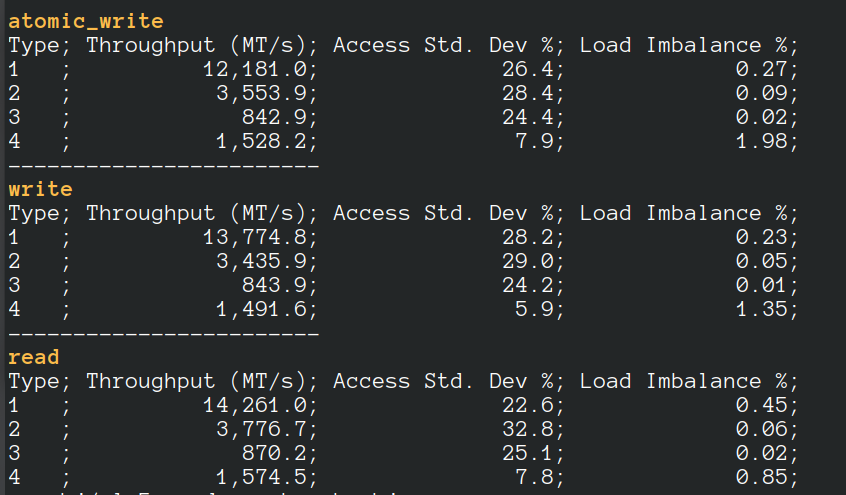 atomic_write
Type; Throughput (MT/s); Access Std. Dev %; Load Imbalance %;
1 ; 12,181.0; 26.4; 0.27;
2 ; 3,553.9; 28.4; 0.09;
3 ; 842.9; 24.4; 0.02;
4 ; 1,528.2; 7.9; 1.98;
------------------------
write
Type; Throughput (MT/s); Access Std. Dev %; Load Imbalance %;
1 ; 13,774.8; 28.2; 0.23;
2 ; 3,435.9; 29.0; 0.05;
3 ; 843.9; 24.2; 0.01;
4 ; 1,491.6; 5.9; 1.35;
------------------------
read
Type; Throughput (MT/s); Access Std. Dev %; Load Imbalance %;
1 ; 14,261.0; 22.6; 0.45;
2 ; 3,776.7; 32.8; 0.06;
3 ; 870.2; 25.1; 0.02;
4 ; 1,574.5; 7.8; 0.85;